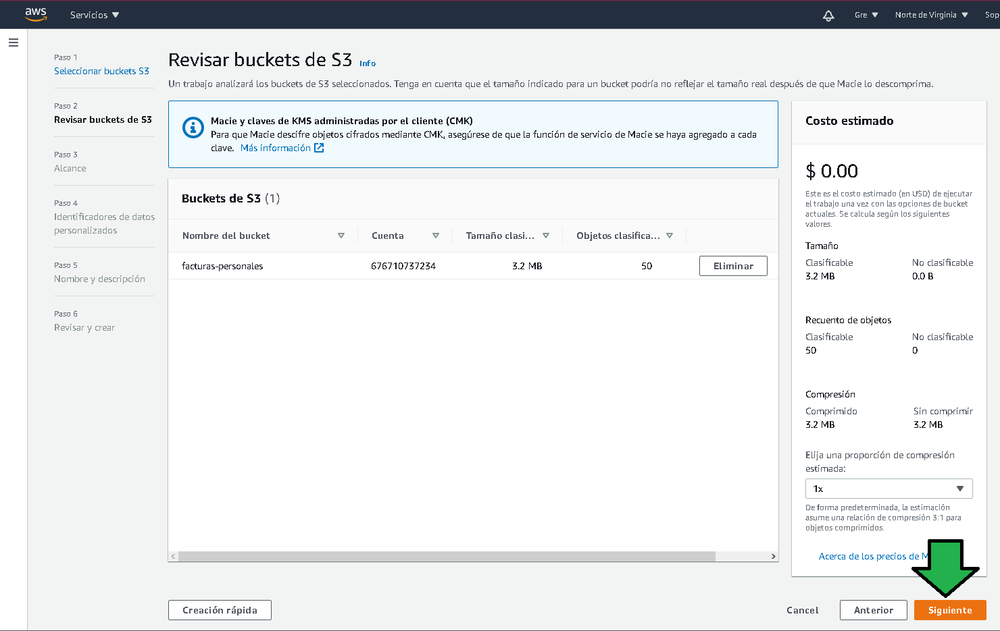 aws
Servicios
Gre
Norte de Virginia
Sop
Paso 1
Seleccionar buckets S3
Paso 2
Revisar buckets de S3
Paso 3
Alcance
Paso 4
Identificadores de datos
personalizados
Paso 5
Nombre y descripción
Paso 6
Revisar y crear
Revisar buckets de S3 Info
Un trabajo analizará los buckets de S3 seleccionados. Tenga en cuenta que el tamaño indicado para un bucket podría no reflejar el tamaño real después de que Macie lo descomprima.
Macie y claves de KMS administradas por el cliente (CMK)
Para que Macie descifre objetos cifrados mediante CMK, asegúrese de que la función de servicio de Macie se haya agregado a cada
clave. Más información
Buckets de S3 (1)
Nombre del bucket Cuenta Tamaño clasi... Objetos clasifica...
facturas-personales 676710737234 3.2 MB 50 Eliminar
Costo estimado
$ 0.00
Este es el costo estimado (en USD) de ejecutar
el trabajo una vez con las opciones de bucket
actuales. Se calcula según los siguientes
valores.
Tamaño
Clasificable No clasificable
3.2 MB 0.0 B
Recuento de objetos
Clasificable No clasificable
50 0
Compresión
Comprimido Sin comprimir
3.2 MB 3.2 MB
Elija una proporción de compresión
estimada:
1x
De forma predeterminada, la estimación
asume una relación de compresión 3:1 para
objetos comprimidos.
Acerca de los precios de M
Creación rápida
Cancel
Anterior
Siguiente